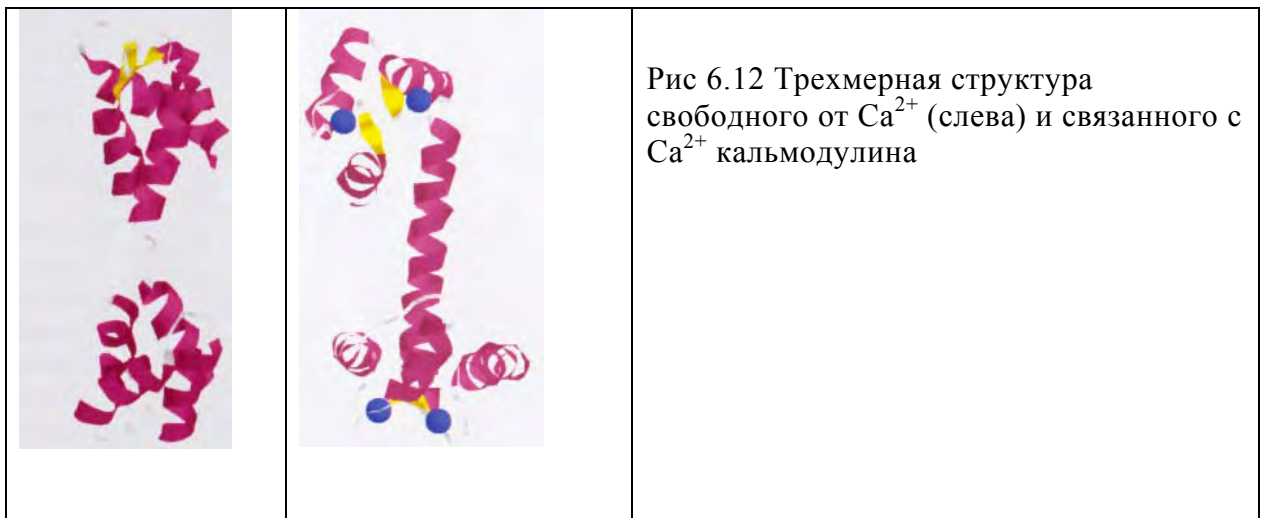 Рис 6.12 Трехмерная структура
свободного от Ca²⁺ (слева) и связанного с
Ca²⁺ кальмодулина